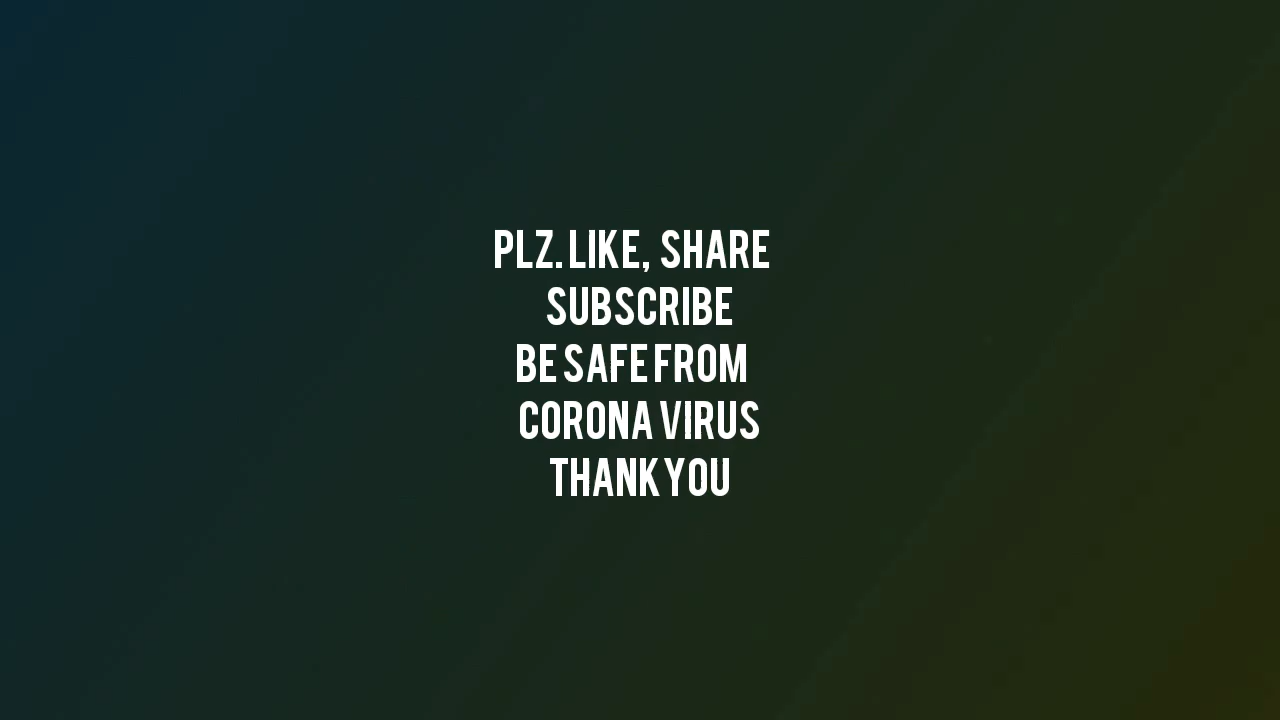 PLZ. LIKE, SHARE
SUBSCRIBE
BE SAFE FROM
CORONA VIRUS
THANK YOU